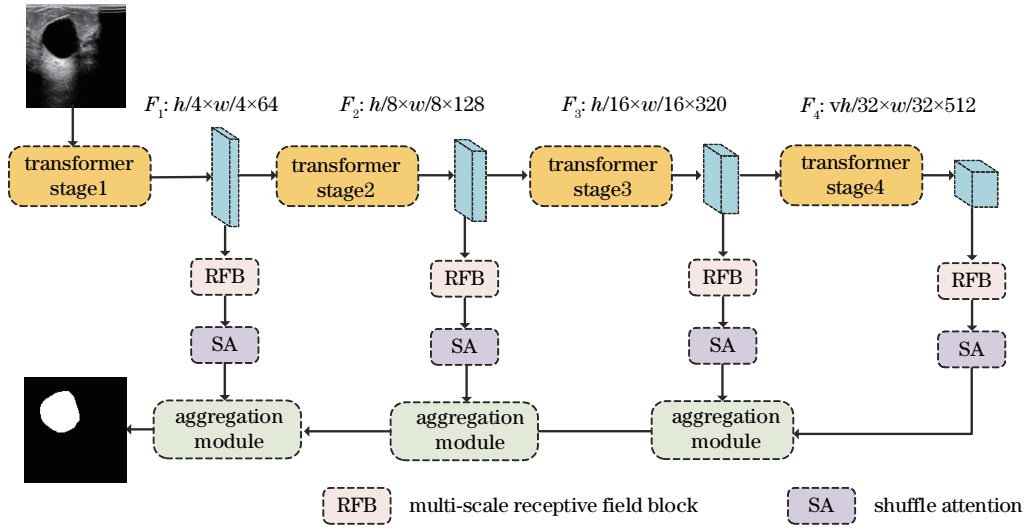 F₁: h/4×w/4×64
F₂: h/8×w/8×128
F₃: h/16×w/16×320
F₄: vh/32×w/32×512
transformer
stage1
transformer
stage2
transformer
stage3
transformer
stage4
RFB
RFB
RFB
RFB
SA
SA
SA
SA
aggregation
module
aggregation
module
aggregation
module
RFB multi-scale receptive field block
SA shuffle attention